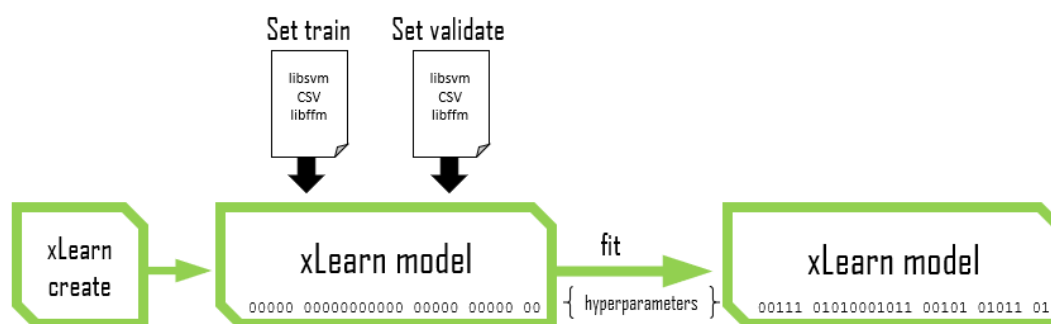 Set train
Set validate
libsvm
CSV
libffm
libsvm
CSV
libffm
xLearn
create
xLearn model
00000 00000000000 00000 00000 00
fit
{ hyperparameters }
xLearn model
00111 01010001011 00101 01011 01